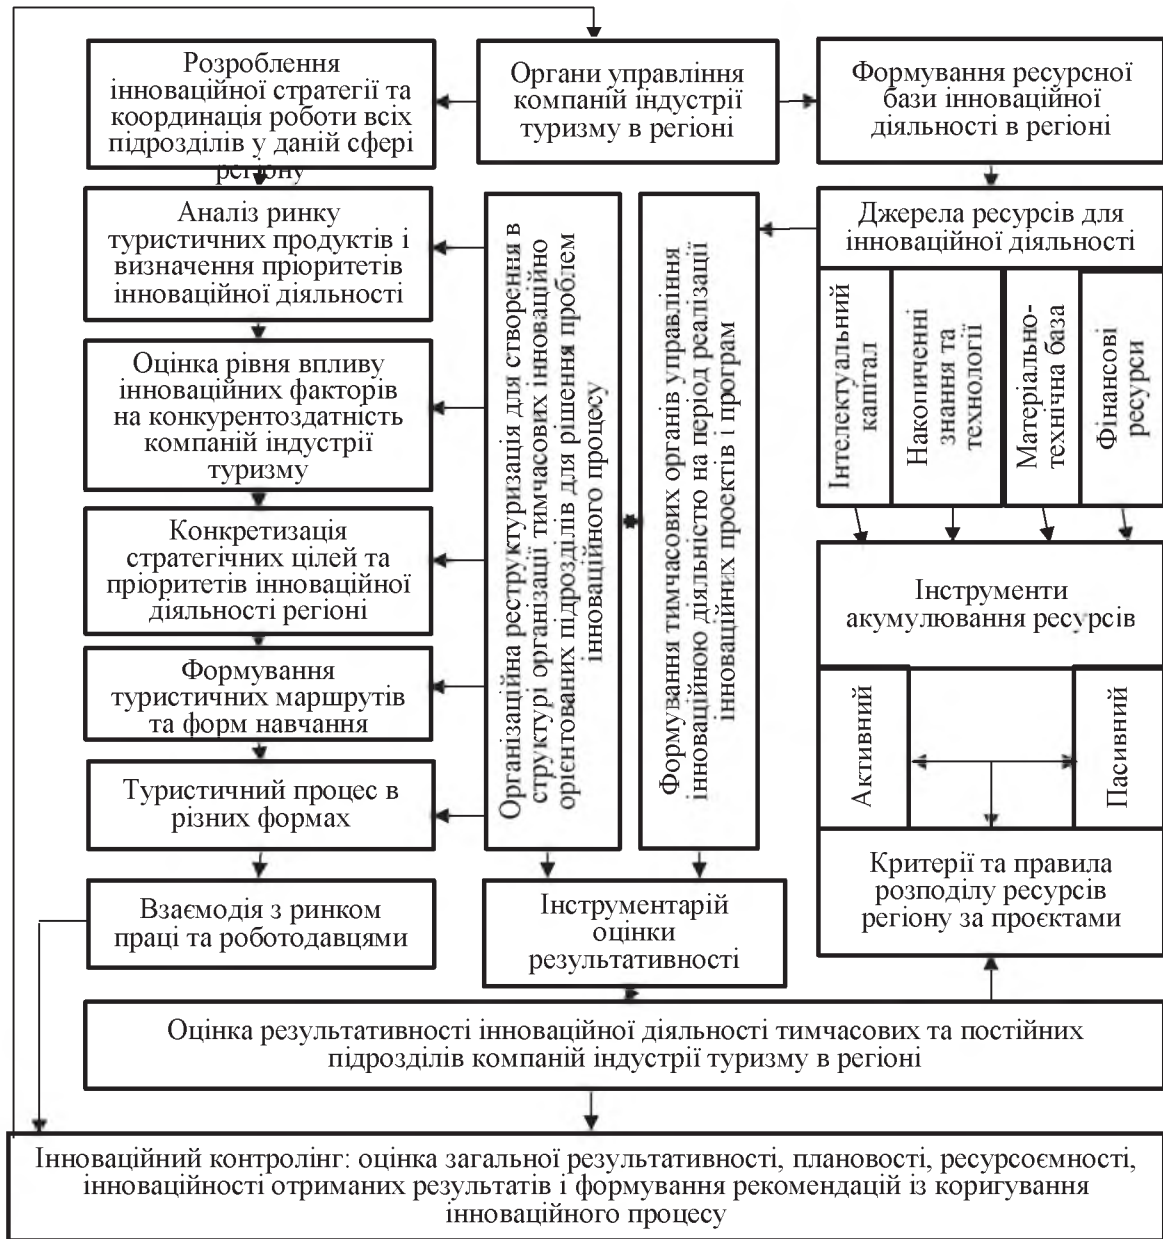 Розроблення
інноваційної стратегії та
координація роботи всіх
підрозділів у даній сфері
регіону
Органи управління
компаній індустрії
туризму в регіоні
Формування ресурсної
бази інноваційної
діяльності в регіоні
Аналіз ринку
туристичних продуктів і
визначення пріоритетів
інноваційної діяльності
Оцінка рівня впливу
інноваційних факторів
на конкурентоздатність
компаній індустрії
туризму
Конкретизація
стратегічних цілей та
пріоритетів інноваційної
діяльності регіоні
Формування
туристичних маршрутів
та форм навчання
Туристичний процес в
різних формах
Взаємодія з ринком
праці та роботодавцями
Організаційна реструктуризація для створення в
структурі організації тимчасових інноваційно
орієнтованих підрозділів для рішення проблем
інноваційного процесу
Формування тимчасових органів управління
інноваційною діяльністю на період реалізації
інноваційних проектів і програм
Інструментарій
оцінки
результативності
Джерела ресурсів для
інноваційної діяльності
Інтелектуальний
капітал
Накопиченні
знання та
технології
Матеріально-
технічна база
Фінансові
ресурси
Інструменти
акумулювання ресурсів
Активний
Пасивний
Критерії та правила
розподілу ресурсів
регіону за проєктами
Оцінка результативності інноваційної діяльності тимчасових та постійних
підрозділів компаній індустрії туризму в регіоні
Інноваційний контролінг: оцінка загальної результативності, плановості, ресурсоємності,
інноваційності отриманих результатів і формування рекомендацій із коригування
інноваційного процесу